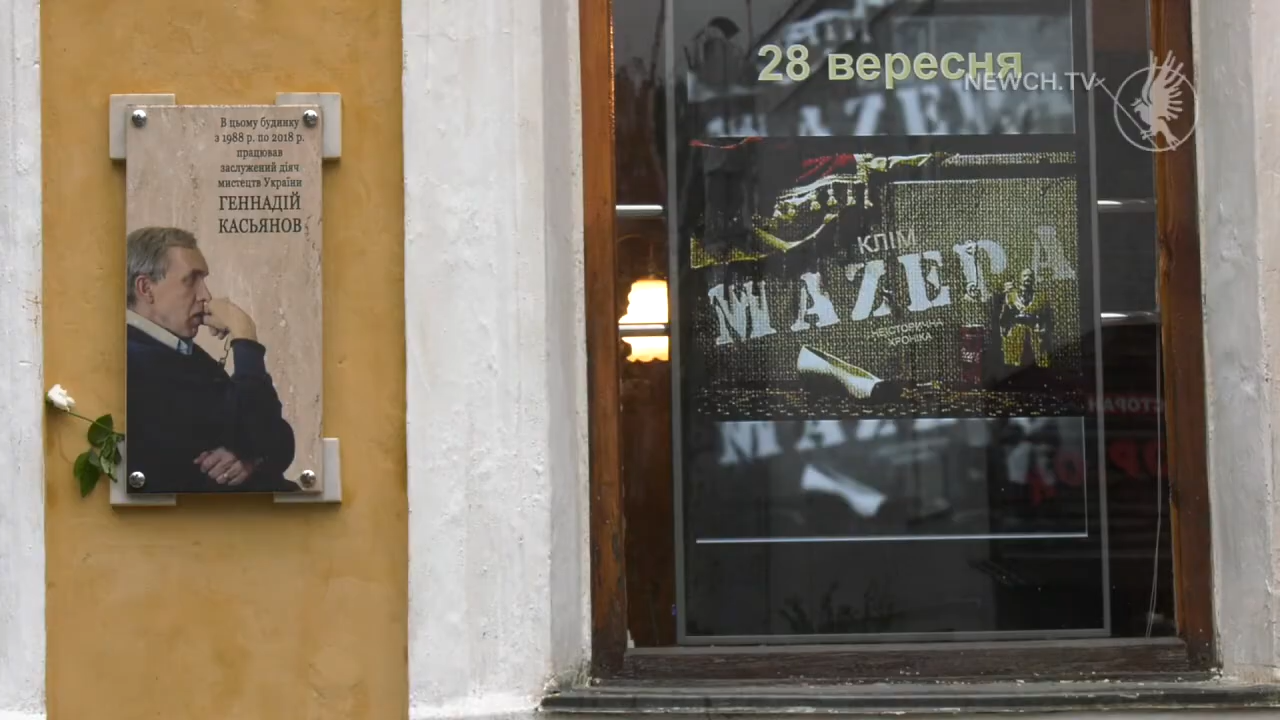 В цьому будинку
з 1988 р. по 2018 р.
працював
заслужений діяч
мистецтв України
ГЕННАДІЙ
КАСЬЯНОВ
28 вересня
NEWCH.TV
КЛІМ
MAZEPA
ХРОНІКА